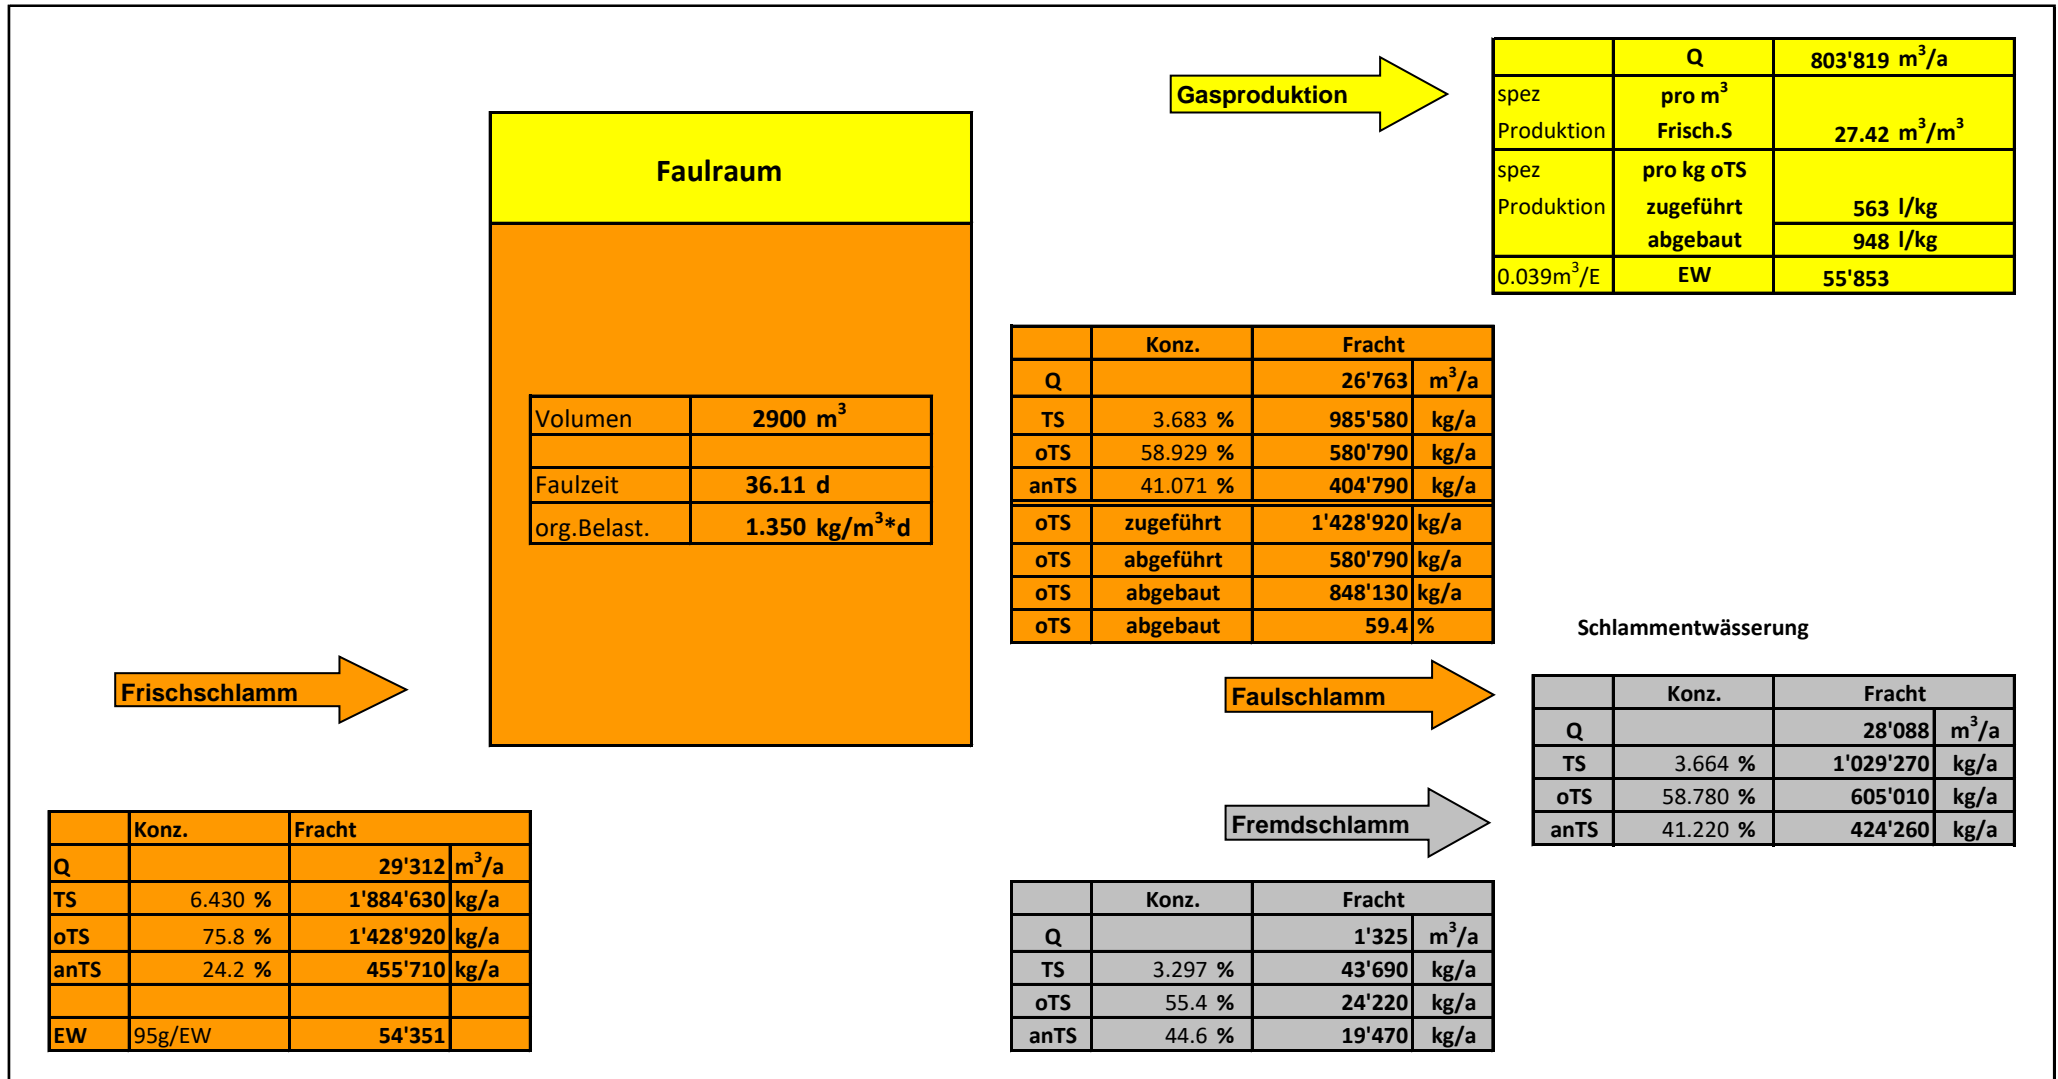 Gasproduktion
Q 803'819 m³/a
spez pro m³
Produktion Frisch.S 27.42 m³/m³
spez pro kg oTS
Produktion zugeführt 563 l/kg
abgebaut 948 l/kg
0.039m³/E EW 55'853
Faulraum
Volumen 2900 m³
Faulzeit 36.11 d
org.Belast. 1.350 kg/m³*d
Konz. Fracht
Q 26'763 m³/a
TS 3.683 % 985'580 kg/a
oTS 58.929 % 580'790 kg/a
anTS 41.071 % 404'790 kg/a
oTS zugeführt 1'428'920 kg/a
oTS abgeführt 580'790 kg/a
oTS abgebaut 848'130 kg/a
oTS abgebaut 59.4 %
Schlammentwässerung
Frischschlamm
Faulschlamm
Konz. Fracht
Q 28'088 m³/a
TS 3.664 % 1'029'270 kg/a
oTS 58.780 % 605'010 kg/a
anTS 41.220 % 424'260 kg/a
Fremdschlamm
Konz. Fracht
Q 29'312 m³/a
TS 6.430 % 1'884'630 kg/a
oTS 75.8 % 1'428'920 kg/a
anTS 24.2 % 455'710 kg/a
EW 95g/EW 54'351
Konz. Fracht
Q 1'325 m³/a
TS 3.297 % 43'690 kg/a
oTS 55.4 % 24'220 kg/a
anTS 44.6 % 19'470 kg/a